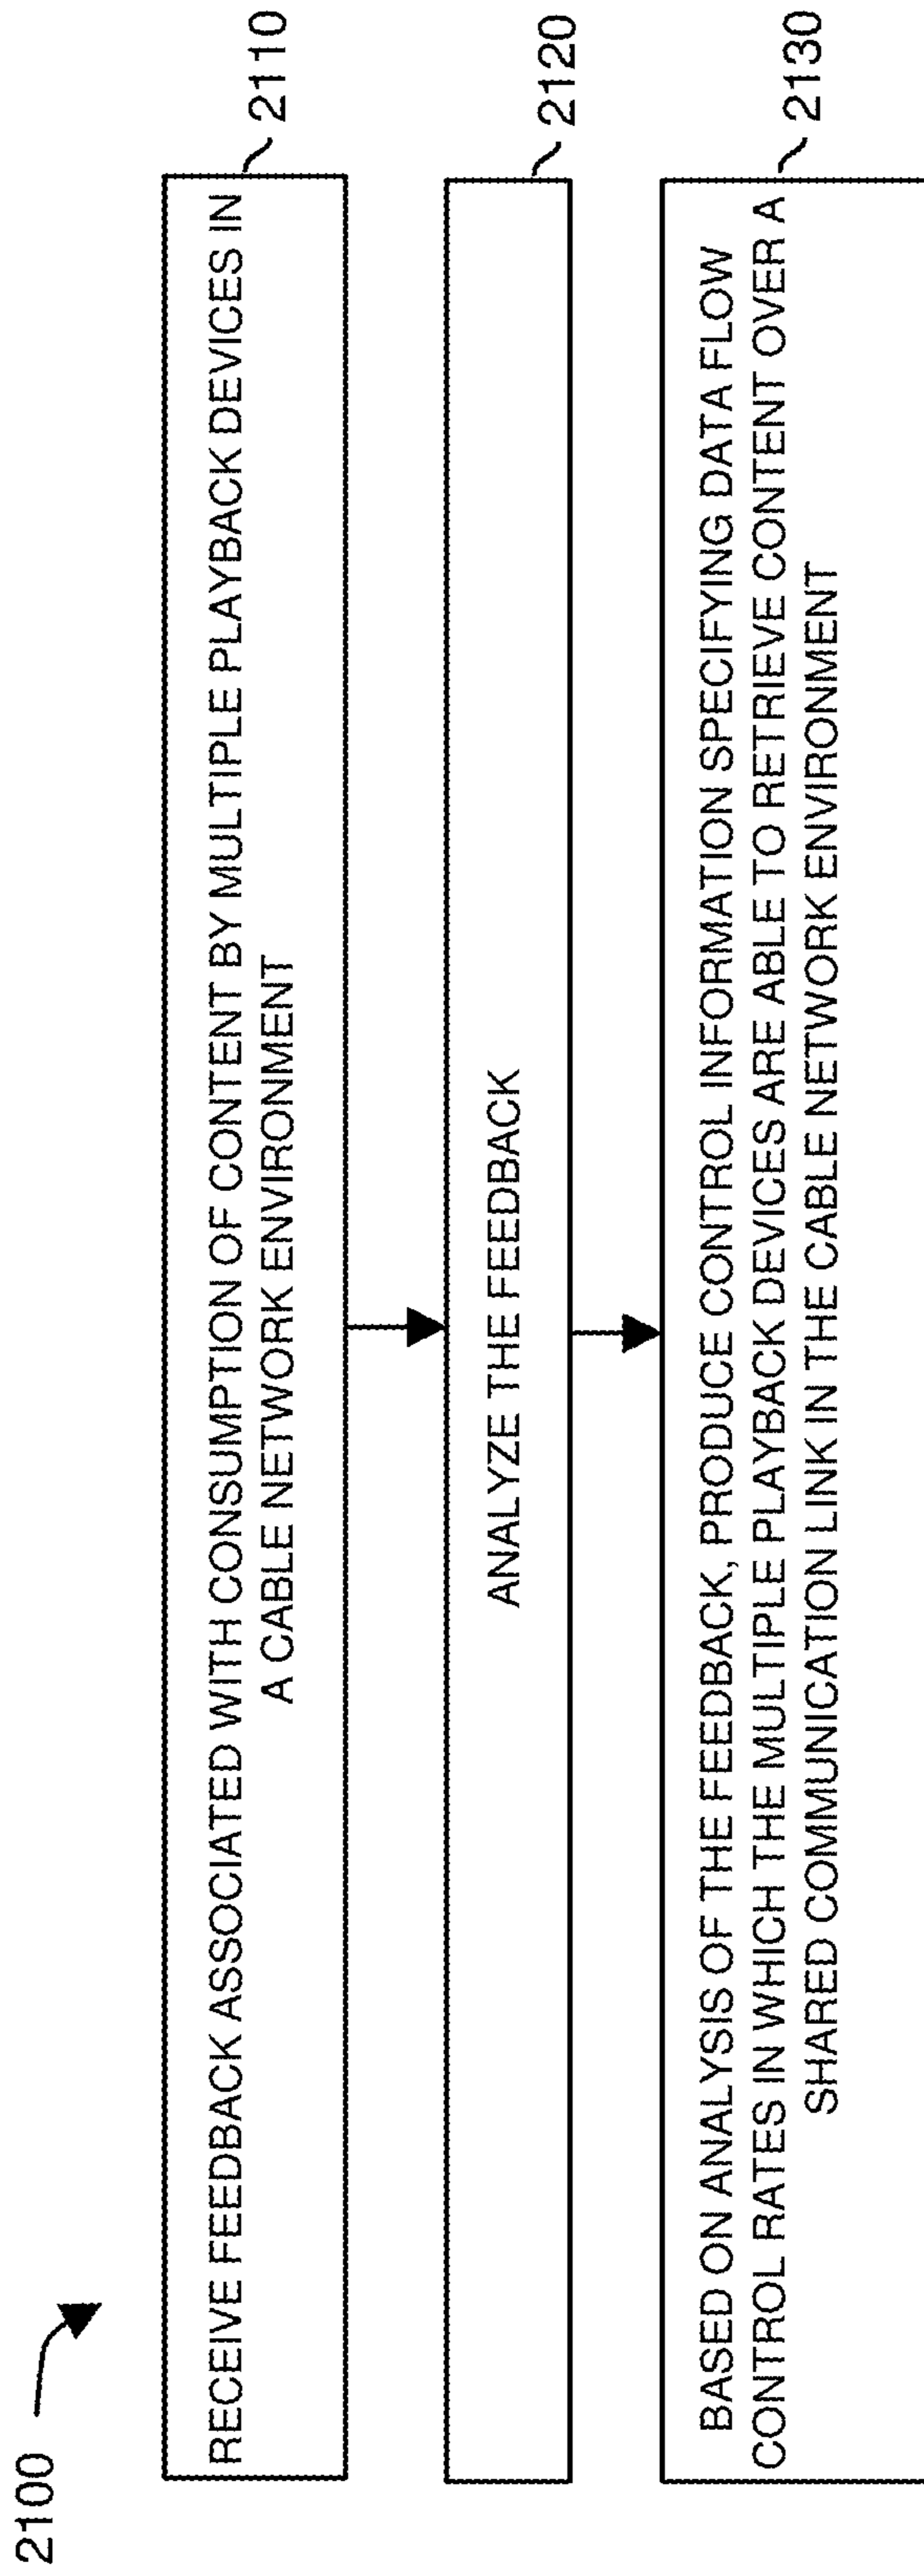 2100
RECEIVE FEEDBACK ASSOCIATED WITH CONSUMPTION OF CONTENT BY MULTIPLE PLAYBACK DEVICES IN
A CABLE NETWORK ENVIRONMENT
2110
ANALYZE THE FEEDBACK
2120
BASED ON ANALYSIS OF THE FEEDBACK, PRODUCE CONTROL INFORMATION SPECIFYING DATA FLOW
CONTROL RATES IN WHICH THE MULTIPLE PLAYBACK DEVICES ARE ABLE TO RETRIEVE CONTENT OVER A
SHARED COMMUNICATION LINK IN THE CABLE NETWORK ENVIRONMENT
2130